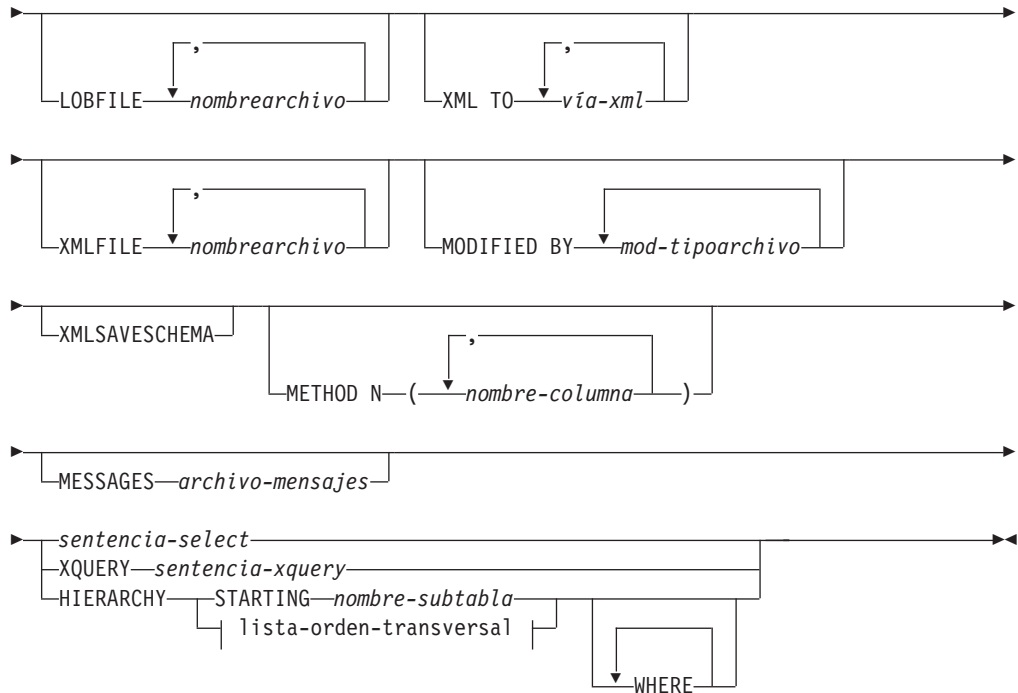 ,
,
LOBFILE nombrearchivo XML TO vía-xml
,
XMLFILE nombrearchivo MODIFIED BY mod-tipoarchivo
XMLSAVESCHEMA
,
METHOD N ( nombre-columna )
MESSAGES archivo-mensajes
sentencia-select
XQUERY sentencia-xquery
HIERARCHY STARTING nombre-subtabla
lista-orden-transversal
WHERE